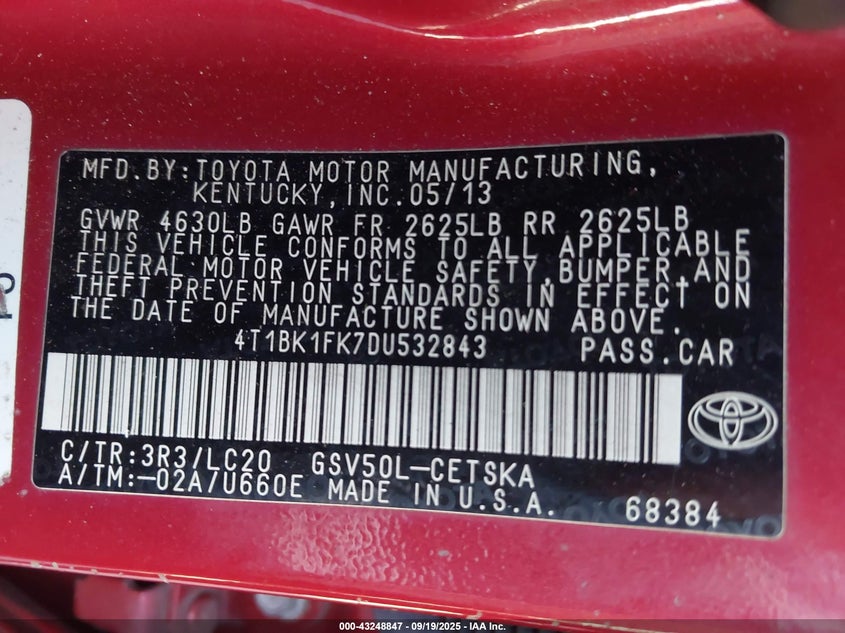 MFD.BY:TOYOTA MOTOR MANUFACTURING,
KENTUCKY,INC.05/13
GVWR 4630LB GAWR FR 2625LB RR 2625LB
THIS VEHICLE CONFORMS TO ALL APPLICABLE
FEDERAL MOTOR VEHICLE SAFETY,BUMPER,AND
THEFT PREVENTION STANDARDS IN EFFECT ON
THE DATE OF MANUFACTURE SHOWN ABOVE.
4T1BK1FK7DU532843 PASS.CAR
C/TR:3R3/LC20 GSV50L-CETSKA
A/TM:-02A/U660E MADE IN U.S.A.
68384
000-43248847 - 09/19/2025 - IAA Inc.